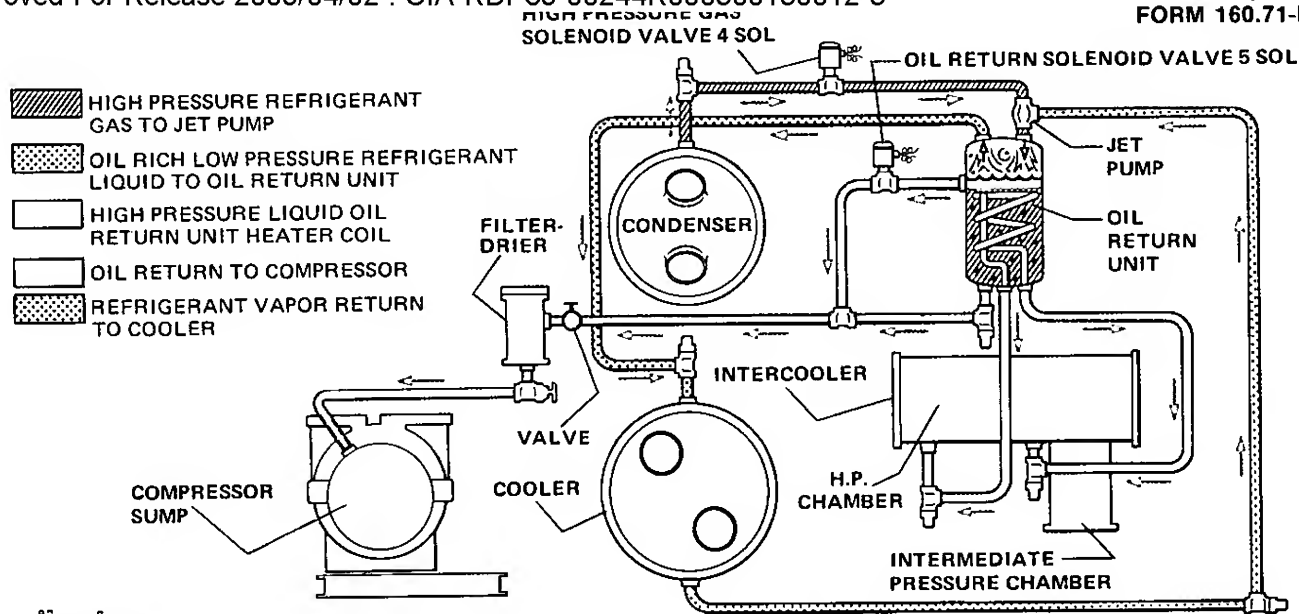 FORM 160.71-
HIGH PRESSURE GAS
SOLENOID VALVE 4 SOL
OIL RETURN SOLENOID VALVE 5 SOL
HIGH PRESSURE REFRIGERANT
GAS TO JET PUMP
OIL RICH LOW PRESSURE REFRIGERANT
LIQUID TO OIL RETURN UNIT
HIGH PRESSURE LIQUID OIL
RETURN UNIT HEATER COIL
OIL RETURN TO COMPRESSOR
REFRIGERANT VAPOR RETURN
TO COOLER
JET
PUMP
CONDENSER
FILTER-
DRIER
OIL
RETURN
UNIT
INTERCOOLER
VALVE
COMPRESSOR
SUMP
COOLER
H.P.
CHAMBER
INTERMEDIATE
PRESSURE CHAMBER